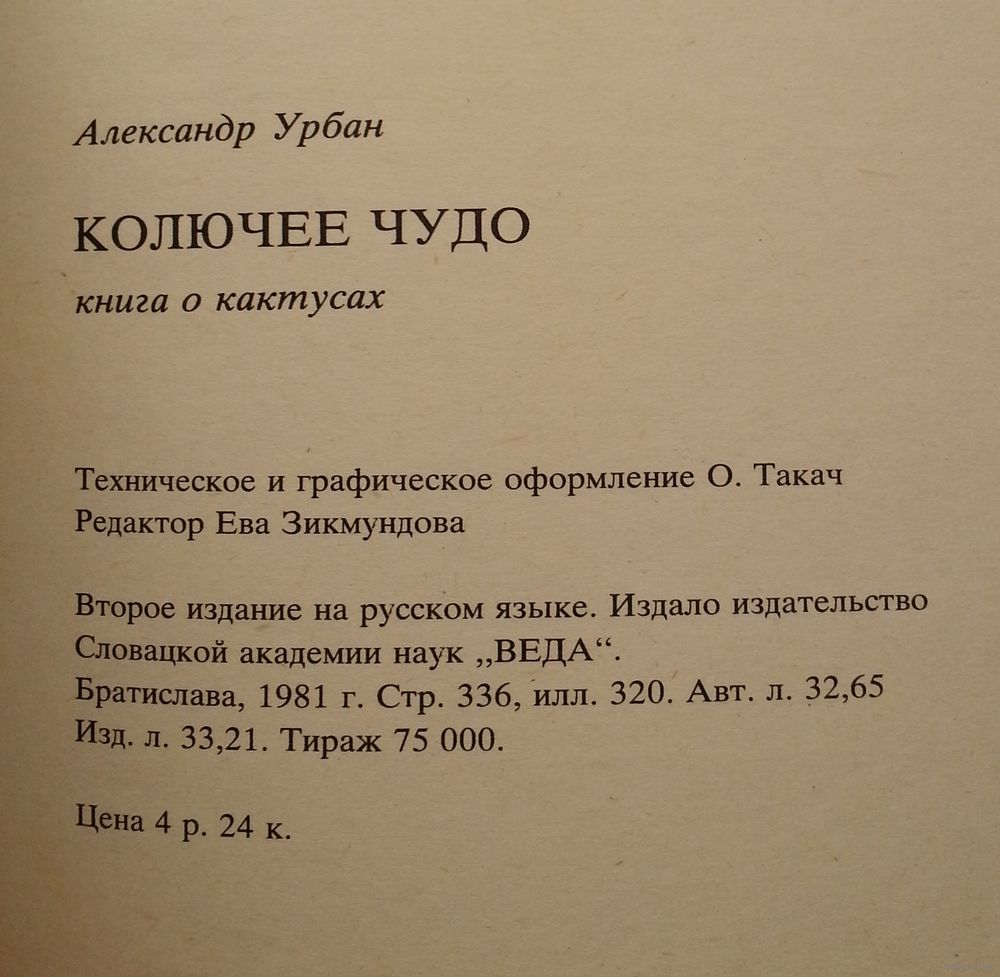 Александр Урбан
КОЛЮЧЕЕ ЧУДО
книга о кактусах
Техническое и графическое оформление О. Такач
Редактор Ева Зикмундова
Второе издание на русском языке. Издало издательство
Словацкой академии наук „ВЕДА“.
Братислава, 1981 г. Стр. 336, илл. 320. Авт. л. 32,65
Изд. л. 33,21. Тираж 75 000.
Цена 4 р. 24 к.